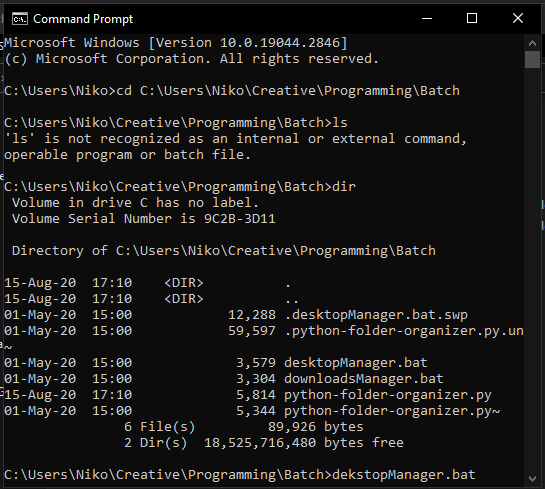 Command Prompt
Microsoft Windows [Version 10.0.19044.2846]
(c) Microsoft Corporation. All rights reserved.
C:\Users\Niko>cd C:\Users\Niko\Creative\Programming\Batch
C:\Users\Niko\Creative\Programming\Batch>ls
'ls' is not recognized as an internal or external command,
operable program or batch file.
C:\Users\Niko\Creative\Programming\Batch>dir
 Volume in drive C has no label.
 Volume Serial Number is 9C2B-3D11
 Directory of C:\Users\Niko\Creative\Programming\Batch
15-Aug-20  17:10    <DIR>          .
15-Aug-20  17:10    <DIR>          ..
01-May-20  15:00            12,288 .desktopManager.bat.swp
01-May-20  15:00            59,597 .python-folder-organizer.py.un
~
01-May-20  15:00             3,579 desktopManager.bat
01-May-20  15:00             3,304 downloadsManager.bat
15-Aug-20  17:10             5,814 python-folder-organizer.py
01-May-20  15:00             5,344 python-folder-organizer.py~
               6 File(s)         89,926 bytes
               2 Dir(s)  18,525,716,480 bytes free
C:\Users\Niko\Creative\Programming\Batch>dekstopManager.bat